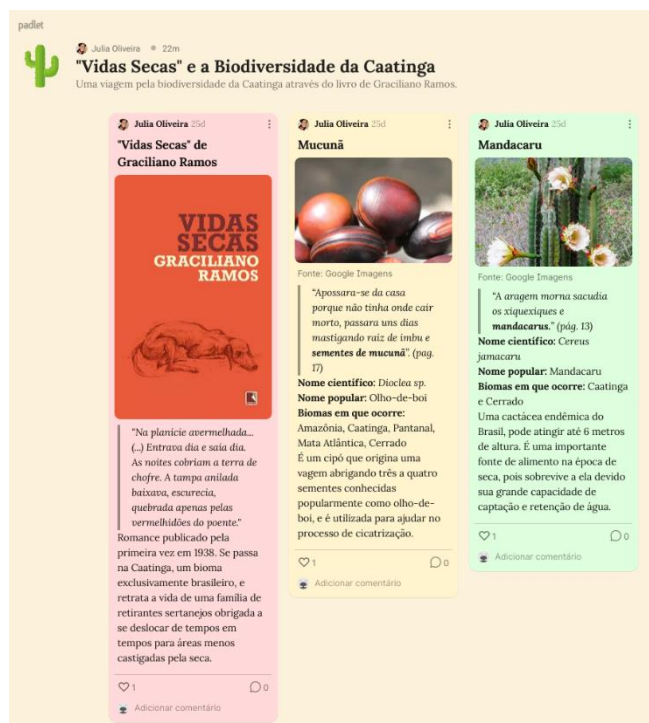 padlet
Julia Oliveira 22m
"Vidas Secas" e a Biodiversidade da Caatinga
Uma viagem pela biodiversidade da Caatinga através do livro de Graciliano Ramos.
Julia Oliveira 25d
"Vidas Secas" de
Graciliano Ramos
VIDAS
SECAS
GRACILIANO
RAMOS
"Na planície avermelhada...
(...) Entrava dia e saía dia.
As noites cobriam a terra de
chofre. A tampa anilada
baixava, escurecia,
quebrada apenas pelas
vermelhidões do poente."
Romance publicado pela
primeira vez em 1938. Se passa
na Caatinga, um bioma
exclusivamente brasileiro, e
retrata a vida de uma família de
retirantes sertanejos obrigada a
se deslocar de tempos em
tempos para áreas menos
castigadas pela seca.
1 0
Adicionar comentário
Julia Oliveira 25d
Mucunã
Fonte: Google Imagens
"Apossara-se da casa
porque não tinha onde cair
morto, passara uns dias
mastigando raiz de imbu e
sementes de mucunã". (pag.
17)
Nome científico: Dioclea sp.
Nome popular: Olho-de-boi
Biomas em que ocorre:
Amazônia, Caatinga, Pantanal,
Mata Atlântica, Cerrado
É um cipó que origina uma
vagem abrigando três a quatro
sementes conhecidas
popularmente como olho-de-
boi, e é utilizada para ajudar no
processo de cicatrização.
1 0
Adicionar comentário
Julia Oliveira 25d
Mandacaru
Fonte: Google Imagens
"A aragem morna sacudia
os xiquexiques e
mandacarus." (pág. 13)
Nome científico: Cereus
jamacaru
Nome popular: Mandacaru
Biomas em que ocorre: Caatinga
e Cerrado
Uma cactácea endêmica do
Brasil, pode atingir até 6 metros
de altura. É uma importante
fonte de alimento na época de
seca, pois sobrevive a ela devido
sua grande capacidade de
captação e retenção de água.
1 0
Adicionar comentário